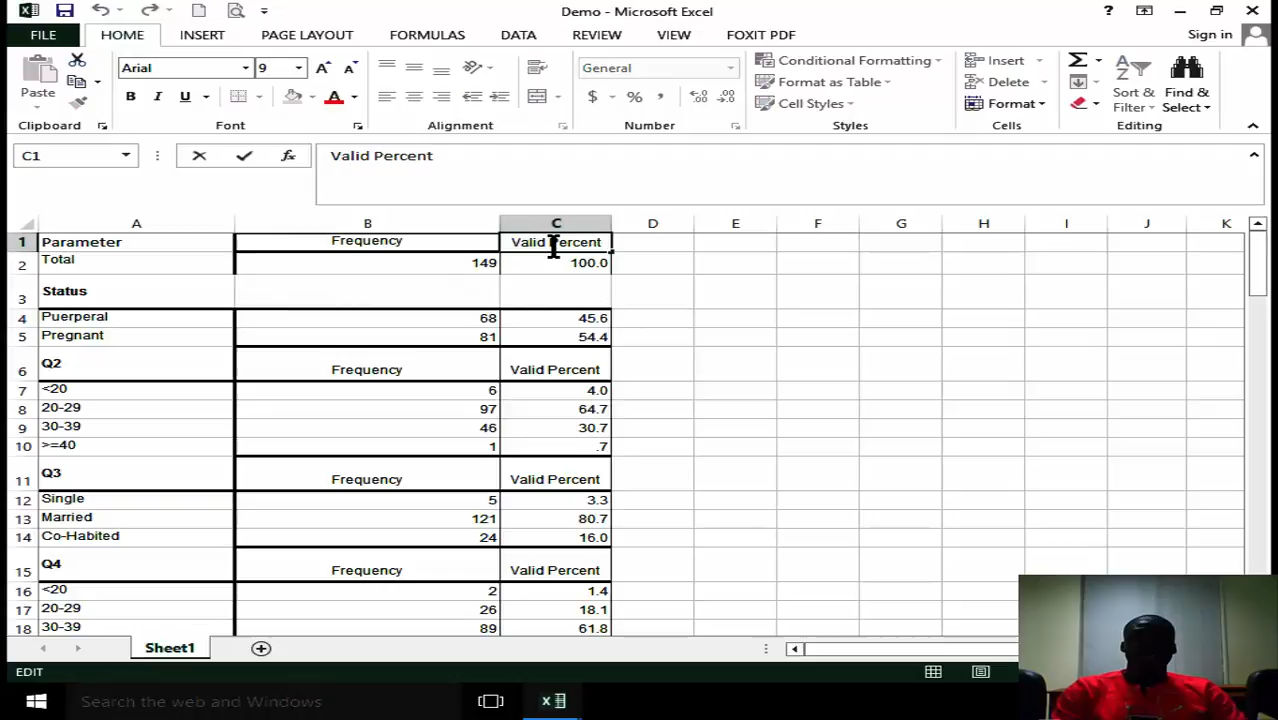 Demo - Microsoft Excel
?
FILE HOME INSERT PAGE LAYOUT FORMULAS DATA REVIEW VIEW FOXIT PDF Sign in
Paste
Arial 9
B I U A
General
$ % ,
Conditional Formatting
Format as Table
Cell Styles
Insert
Delete
Format
Sort &
Filter
Find &
Select
Clipboard Font Alignment Number Styles Cells Editing
C1 fx Valid Percent
A B C D E F G H I J K
1 Parameter Frequency Valid Percent
2 Total 149 100.0
3 Status
4 Puerperal 68 45.6
5 Pregnant 81 54.4
6 Q2 Frequency Valid Percent
7 <20 6 4.0
8 20-29 97 64.7
9 30-39 46 30.7
10 >=40 1 .7
11 Q3 Frequency Valid Percent
12 Single 5 3.3
13 Married 121 80.7
14 Co-Habited 24 16.0
15 Q4 Frequency Valid Percent
16 <20 2 1.4
17 20-29 26 18.1
18 30-39 89 61.8
Sheet1
EDIT
Search the web and Windows